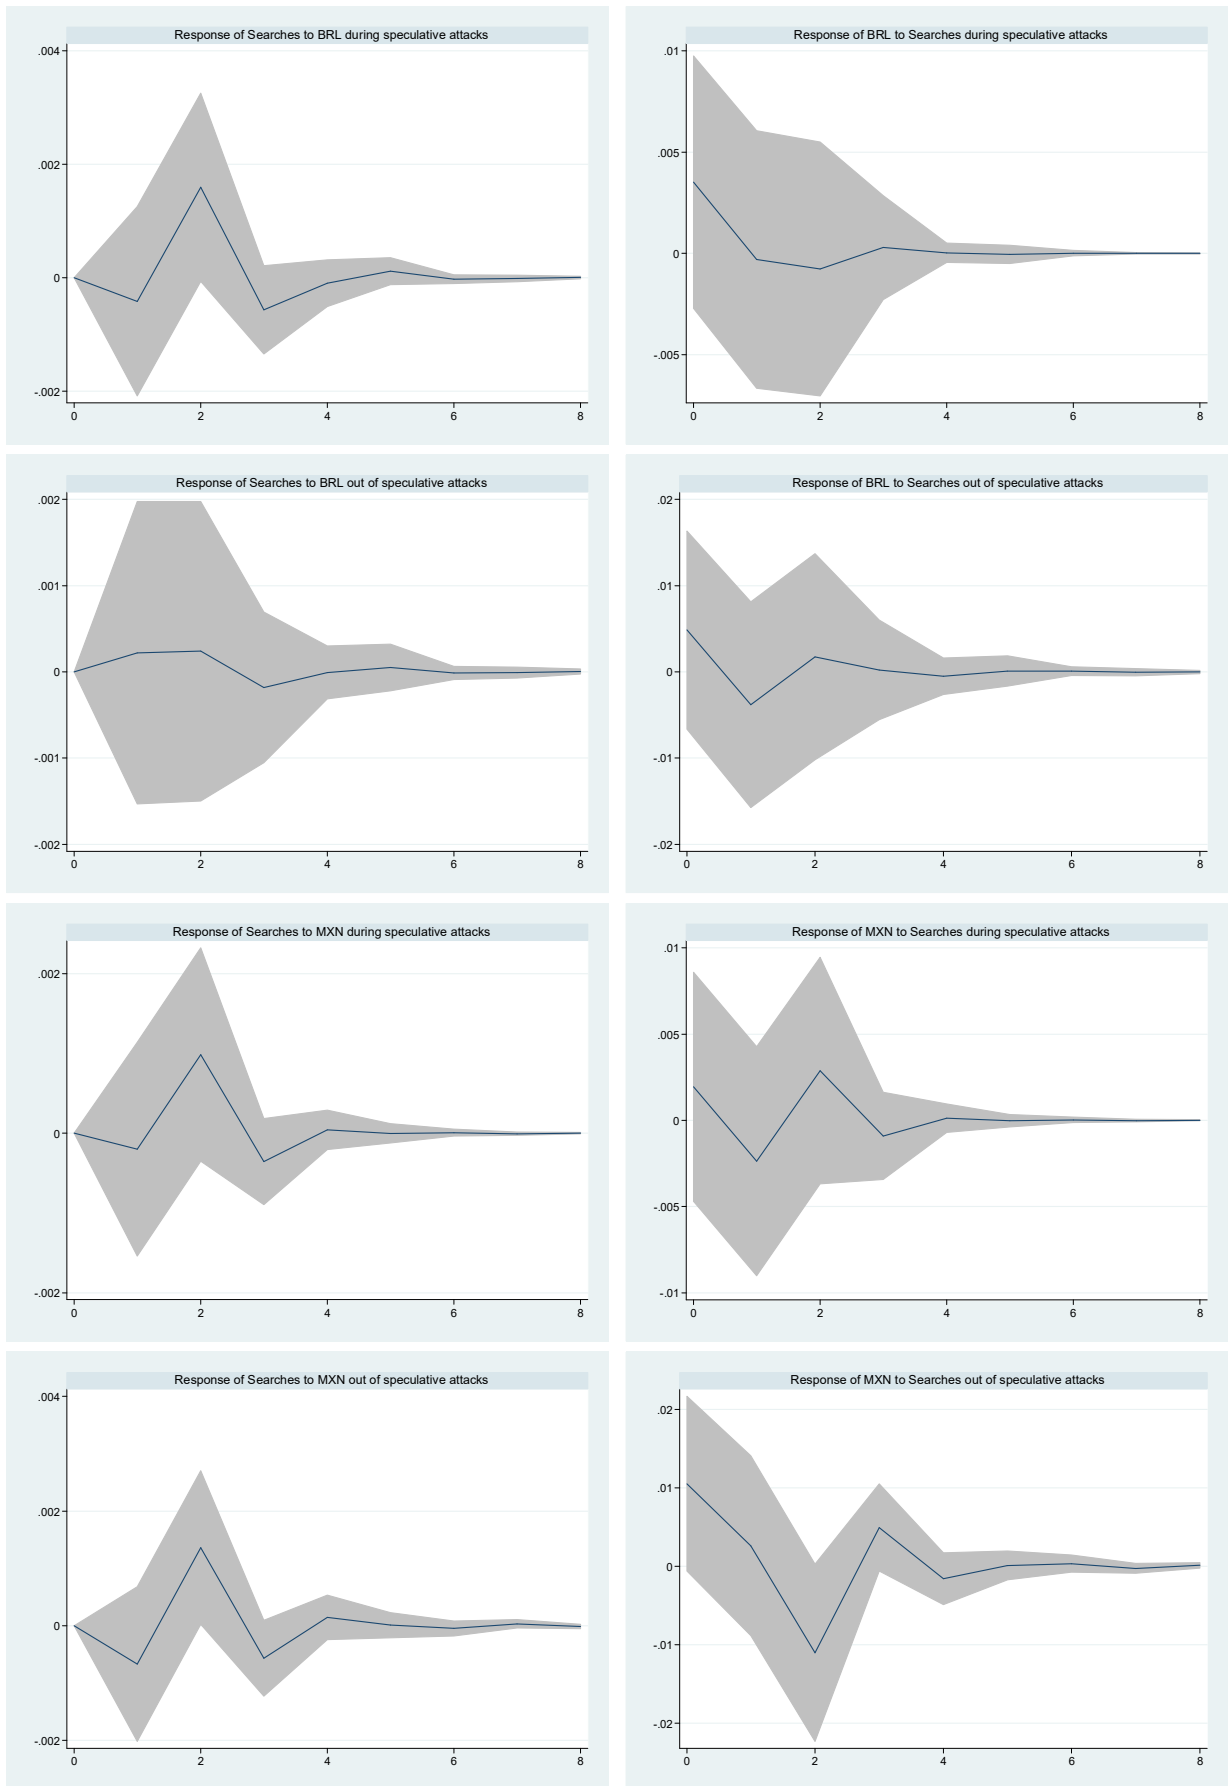 Response of Searches to BRL during speculative attacks
.004
.002
0
-.002
0 2 4 6 8
Response of BRL to Searches during speculative attacks
.01
.005
0
-.005
0 2 4 6 8
Response of Searches to BRL out of speculative attacks
.002
.001
0
-.001
-.002
0 2 4 6 8
Response of BRL to Searches out of speculative attacks
.02
.01
0
-.01
-.02
0 2 4 6 8
Response of Searches to MXN during speculative attacks
.002
0
-.002
0 2 4 6 8
Response of MXN to Searches during speculative attacks
.01
.005
0
-.005
-.01
0 2 4 6 8
Response of Searches to MXN out of speculative attacks
.004
.002
0
-.002
0 2 4 6 8
Response of MXN to Searches out of speculative attacks
.02
.01
0
-.01
-.02
0 2 4 6 8